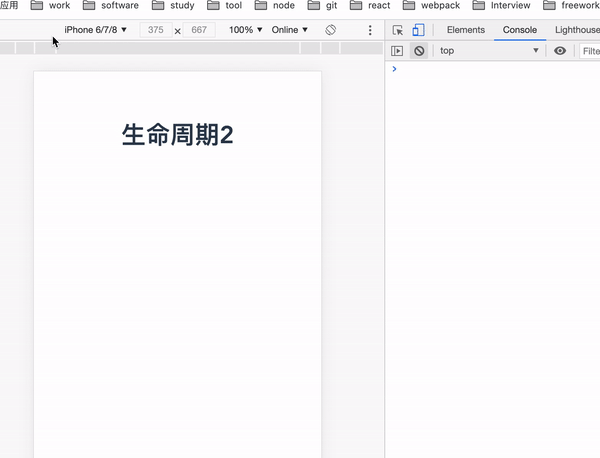 应用 work software study tool node git react webpack Interview freework
iPhone 6/7/8 ▼ 375 × 667 100% ▼ Online ▼ Elements Console Lighthouse
top ▼ Filte
生命周期2